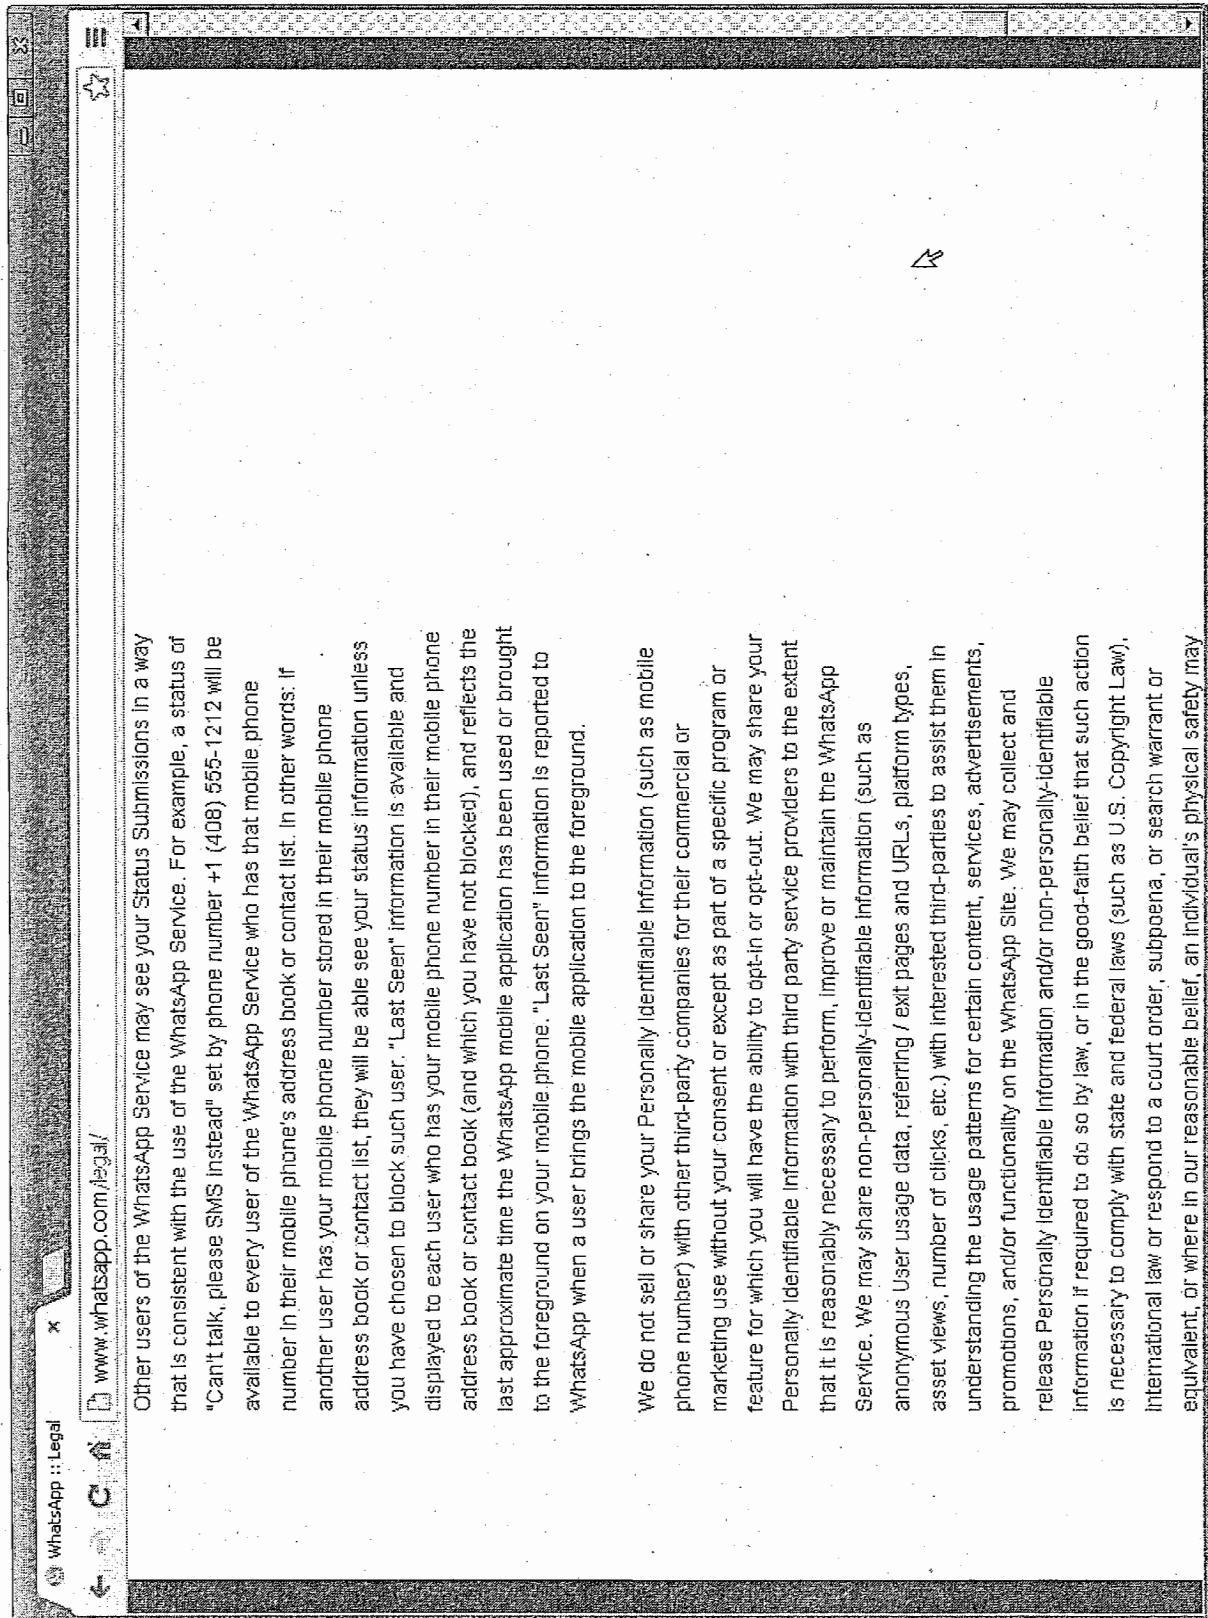 WhatsApp :: Legal
www.whatsapp.com/legal/
Other users of the WhatsApp Service may see your Status Submissions in a way
that is consistent with the use of the WhatsApp Service. For example, a status of
"Can't talk, please SMS instead" set by phone number +1 (408) 555-1212 will be
available to every user of the WhatsApp Service who has that mobile phone
number in their mobile phone's address book or contact list. In other words: If
another user has your mobile phone number stored in their mobile phone
address book or contact list, they will be able see your status information unless
you have chosen to block such user. "Last Seen" information is available and
displayed to each user who has your mobile phone number in their mobile phone
address book or contact book (and which you have not blocked), and reflects the
last approximate time the WhatsApp mobile application has been used or brought
to the foreground on your mobile phone. "Last Seen" information is reported to
WhatsApp when a user brings the mobile application to the foreground.
We do not sell or share your Personally Identifiable Information (such as mobile
phone number) with other third-party companies for their commercial or
marketing use without your consent or except as part of a specific program or
feature for which you will have the ability to opt-in or opt-out. We may share your
Personally Identifiable Information with third party service providers to the extent
that it is reasonably necessary to perform, improve or maintain the WhatsApp
Service. We may share non-personally-identifiable information (such as
anonymous User usage data, referring / exit pages and URLs, platform types,
asset views, number of clicks, etc.) with interested third-parties to assist them in
understanding the usage patterns for certain content, services, advertisements,
promotions, and/or functionality on the WhatsApp Site. We may collect and
release Personally Identifiable Information and/or non-personally-identifiable
information if required to do so by law, or in the good-faith belief that such action
is necessary to comply with state and federal laws (such as U.S. Copyright Law),
international law or respond to a court order, subpoena, or search warrant or
equivalent, or where in our reasonable belief, an individual's physical safety may